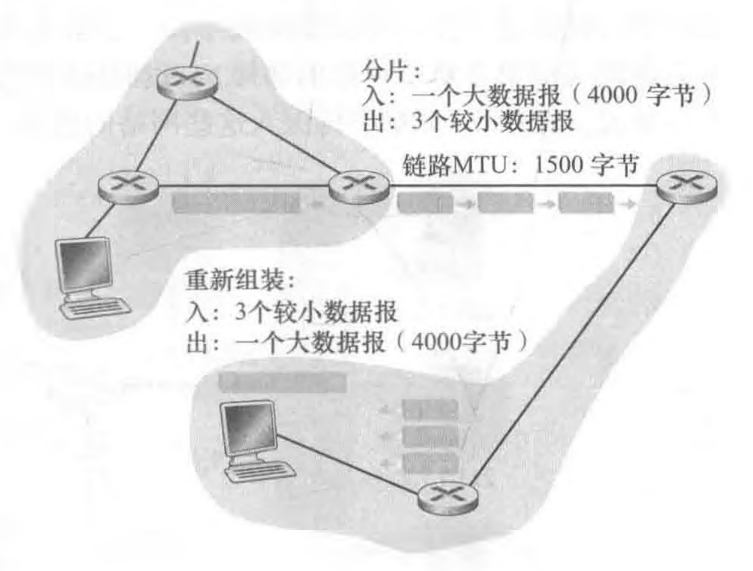 分片：
入：一个大数据报（4000 字节）
出：3个较小数据报
链路MTU：1500 字节
重新组装：
入：3个较小数据报
出：一个大数据报（4000字节）